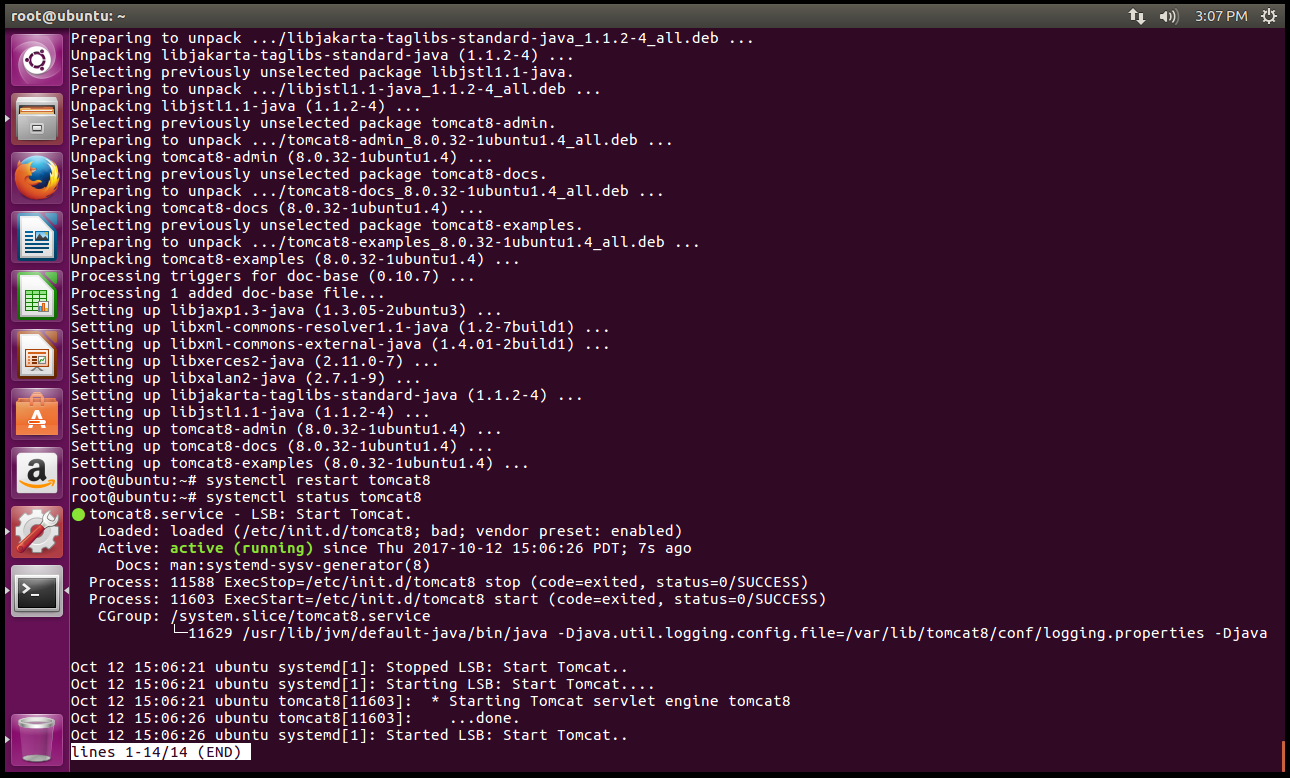 root@ubuntu: ~
3:07 PM
Preparing to unpack .../libjakarta-taglibs-standard-java_1.1.2-4_all.deb ...
Unpacking libjakarta-taglibs-standard-java (1.1.2-4) ...
Selecting previously unselected package libjstl1.1-java.
Preparing to unpack .../libjstl1.1-java_1.1.2-4_all.deb ...
Unpacking libjstl1.1-java (1.1.2-4) ...
Selecting previously unselected package tomcat8-admin.
Preparing to unpack .../tomcat8-admin_8.0.32-1ubuntu1.4_all.deb ...
Unpacking tomcat8-admin (8.0.32-1ubuntu1.4) ...
Selecting previously unselected package tomcat8-docs.
Preparing to unpack .../tomcat8-docs_8.0.32-1ubuntu1.4_all.deb ...
Unpacking tomcat8-docs (8.0.32-1ubuntu1.4) ...
Selecting previously unselected package tomcat8-examples.
Preparing to unpack .../tomcat8-examples_8.0.32-1ubuntu1.4_all.deb ...
Unpacking tomcat8-examples (8.0.32-1ubuntu1.4) ...
Processing triggers for doc-base (0.10.7) ...
Processing 1 added doc-base file...
Setting up libjaxp1.3-java (1.3.05-2ubuntu3) ...
Setting up libxml-commons-resolver1.1-java (1.2-7build1) ...
Setting up libxml-commons-external-java (1.4.01-2build1) ...
Setting up libxerces2-java (2.11.0-7) ...
Setting up libxalan2-java (2.7.1-9) ...
Setting up libjakarta-taglibs-standard-java (1.1.2-4) ...
Setting up libjstl1.1-java (1.1.2-4) ...
Setting up tomcat8-admin (8.0.32-1ubuntu1.4) ...
Setting up tomcat8-docs (8.0.32-1ubuntu1.4) ...
Setting up tomcat8-examples (8.0.32-1ubuntu1.4) ...
root@ubuntu:~# systemctl restart tomcat8
root@ubuntu:~# systemctl status tomcat8
● tomcat8.service - LSB: Start Tomcat.
Loaded: loaded (/etc/init.d/tomcat8; bad; vendor preset: enabled)
Active: active (running) since Thu 2017-10-12 15:06:26 PDT; 7s ago
Docs: man:systemd-sysv-generator(8)
Process: 11588 ExecStop=/etc/init.d/tomcat8 stop (code=exited, status=0/SUCCESS)
Process: 11603 ExecStart=/etc/init.d/tomcat8 start (code=exited, status=0/SUCCESS)
CGroup: /system.slice/tomcat8.service
└─11629 /usr/lib/jvm/default-java/bin/java -Djava.util.logging.config.file=/var/lib/tomcat8/conf/logging.properties -Djava
Oct 12 15:06:21 ubuntu systemd[1]: Stopped LSB: Start Tomcat..
Oct 12 15:06:21 ubuntu systemd[1]: Starting LSB: Start Tomcat....
Oct 12 15:06:21 ubuntu tomcat8[11603]:  * Starting Tomcat servlet engine tomcat8
Oct 12 15:06:26 ubuntu tomcat8[11603]:    ...done.
Oct 12 15:06:26 ubuntu systemd[1]: Started LSB: Start Tomcat..
lines 1-14/14 (END)